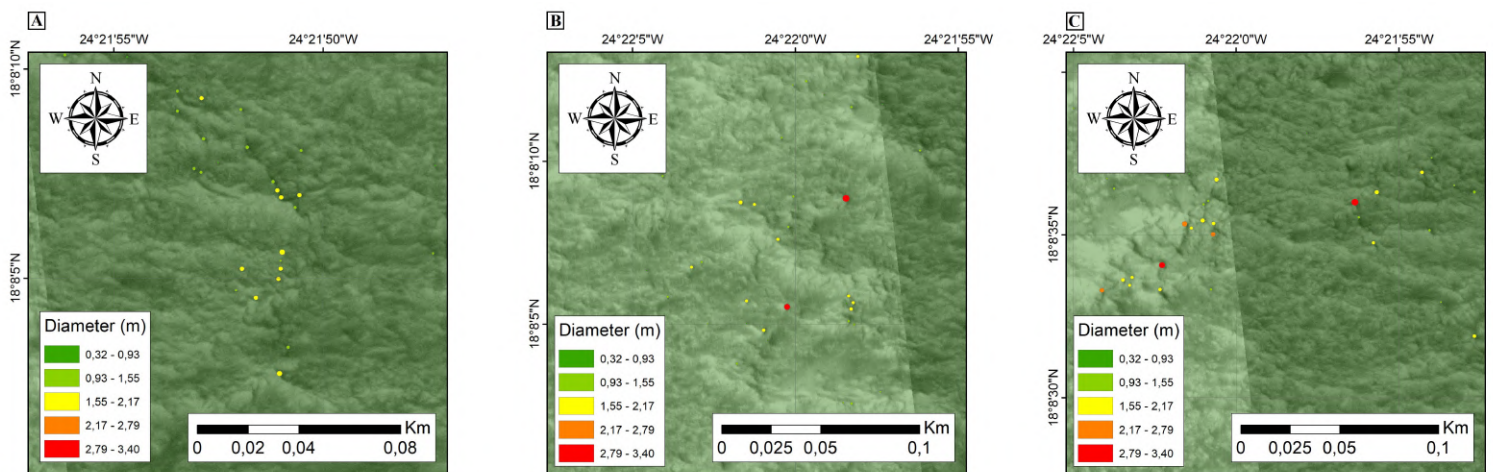 A
24°21'55"W
24°21'50"W
18°8'10"N
18°8'5"N
N
W
E
S
Diameter (m)
0,32 - 0,93
0,93 - 1,55
1,55 - 2,17
2,17 - 2,79
2,79 - 3,40
Km
0
0,02
0,04
0,08
B
24°22'5"W
24°22'0"W
24°21'55"W
18°8'10"N
18°8'5"N
N
W
E
S
Diameter (m)
0,32 - 0,93
0,93 - 1,55
1,55 - 2,17
2,17 - 2,79
2,79 - 3,40
Km
0
0,025
0,05
0,1
C
24°22'5"W
24°22'0"W
24°21'55"W
18°8'35"N
18°8'30"N
N
W
E
S
Diameter (m)
0,32 - 0,93
0,93 - 1,55
1,55 - 2,17
2,17 - 2,79
2,79 - 3,40
Km
0
0,025
0,05
0,1